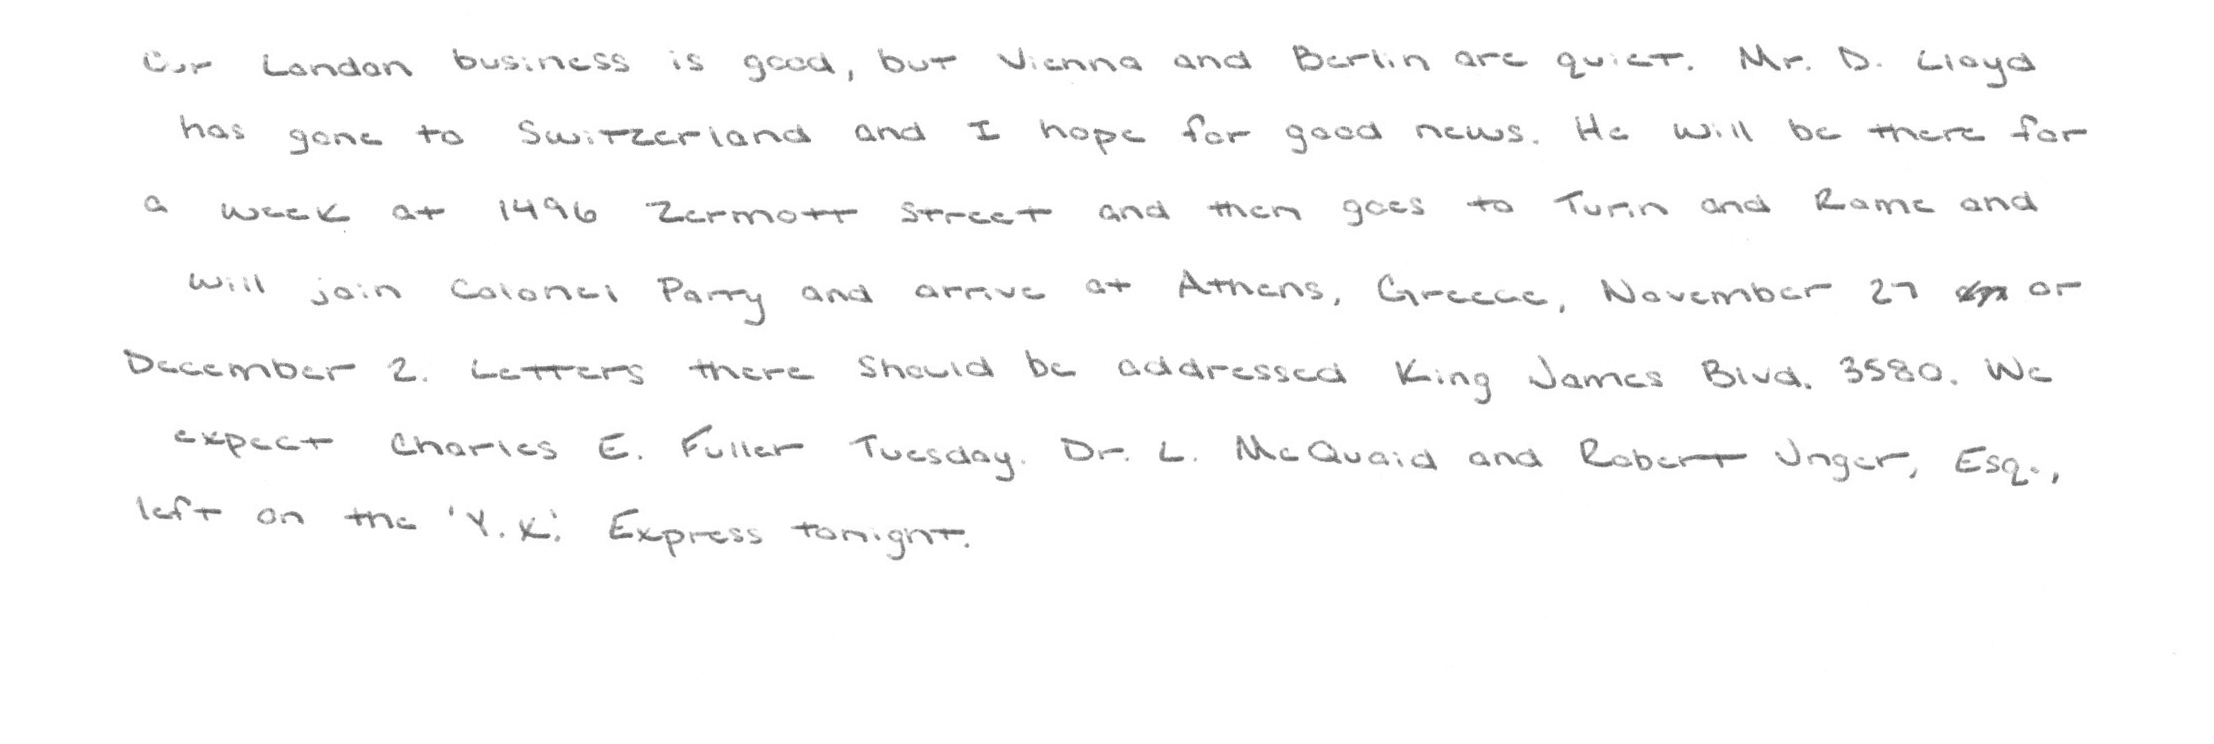 Our London business is good, but Vienna and Berlin are quiet. Mr. D. Lloyd
has gone to Switzerland and I hope for good news. He will be there for
a week at 1496 Zermott Street and then goes to Turin and Rome and
will join Colonel Parry and arrive at Athens, Greece, November 27 or
December 2. Letters there should be addressed King James Blvd. 3580. We
expect Charles E. Fuller Tuesday. Dr. L. McQuaid and Robert Unger, Esq.,
left on the 'Y.X.' Express tonight.